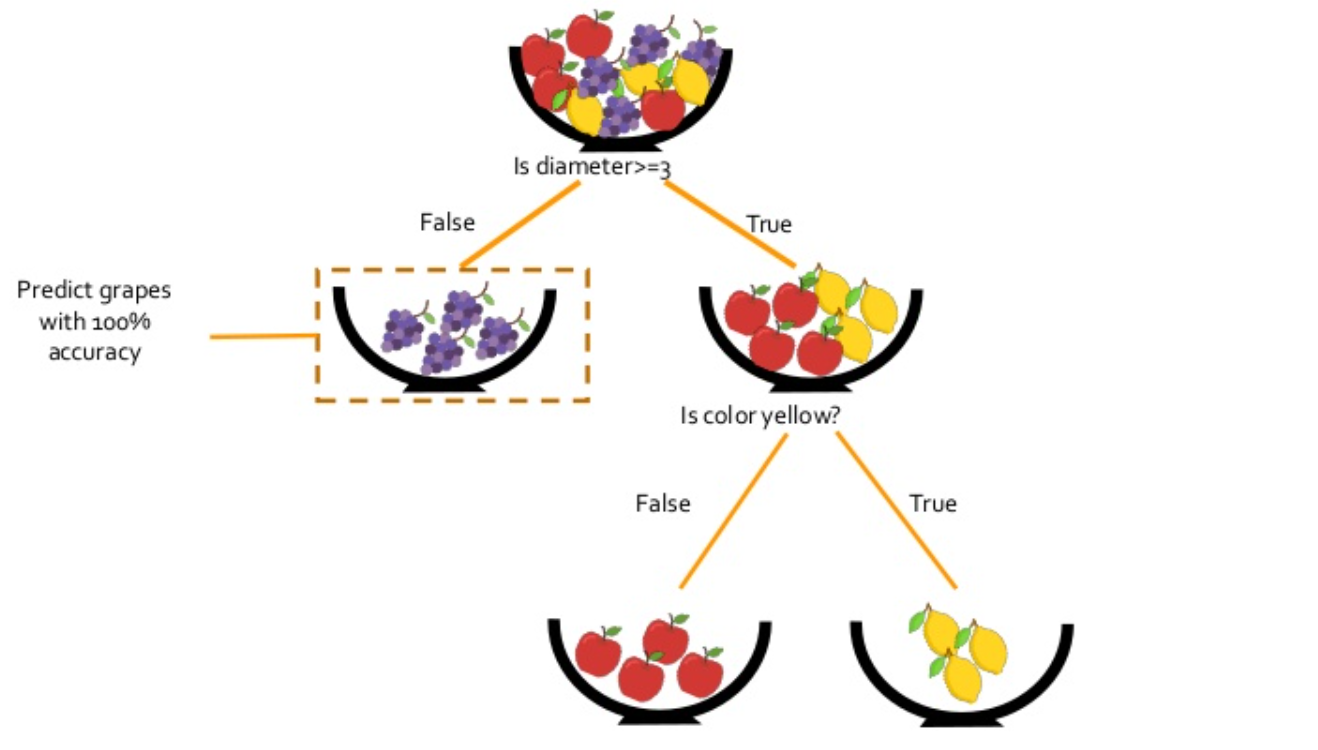 Is diameter>=3
False
True
Predict grapes
with 100%
accuracy
Is color yellow?
False
True